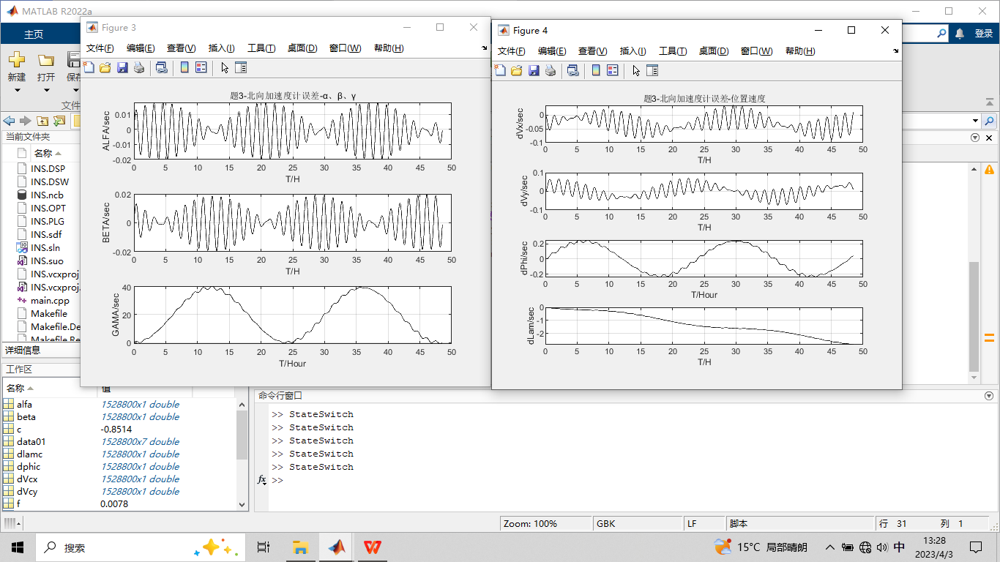 MATLAB R2022a
主页
登录
新建
打开
保存
文件
当前文件夹
名称
INS.DSP
INS.DSW
INS.ncb
INS.OPT
INS.PLG
INS.sdf
INS.sln
INS.suo
INS.vcxproj
INS.vcxproj.
main.cpp
Makefile
Makefile.De
Makefile.Re
详细信息
工作区
名称 值
alfa 1528800x1 double
beta 1528800x1 double
c -0.8514
data01 1528800x7 double
dlamc 1528800x1 double
dphic 1528800x1 double
dVcx 1528800x1 double
dVcy 1528800x1 double
f 0.0078
Figure 3
文件(F) 编辑(E) 查看(V) 插入(I) 工具(T) 桌面(D) 窗口(W) 帮助(H)
题3-北向加速度计误差-α、β、γ
ALFA/sec
0.01
0
-0.01
-0.02
0 5 10 15 20 25 30 35 40 45 50
T/H
BETA/sec
0.02
0
-0.02
0 5 10 15 20 25 30 35 40 45 50
T/H
GAMA/sec
40
20
0
0 5 10 15 20 25 30 35 40 45 50
T/Hour
Figure 4
文件(F) 编辑(E) 查看(V) 插入(I) 工具(T) 桌面(D) 窗口(W) 帮助(H)
题3-北向加速度计误差-位置速度
dVx/sec
0
-0.05
-0.1
0 5 10 15 20 25 30 35 40 45 50
T/H
dVy/sec
0.1
0
-0.1
0 5 10 15 20 25 30 35 40 45 50
T/H
dPhi/sec
0.2
0
-0.2
0 5 10 15 20 25 30 35 40 45 50
T/Hour
dLam/sec
0
-1
-2
0 5 10 15 20 25 30 35 40 45 50
T/H
命令行窗口
>> StateSwitch
>> StateSwitch
>> StateSwitch
>> StateSwitch
>> StateSwitch
fx >>
Zoom: 100% GBK LF 脚本 行 31 列 1
搜索
15°C 局部晴朗
中
13:28
2023/4/3